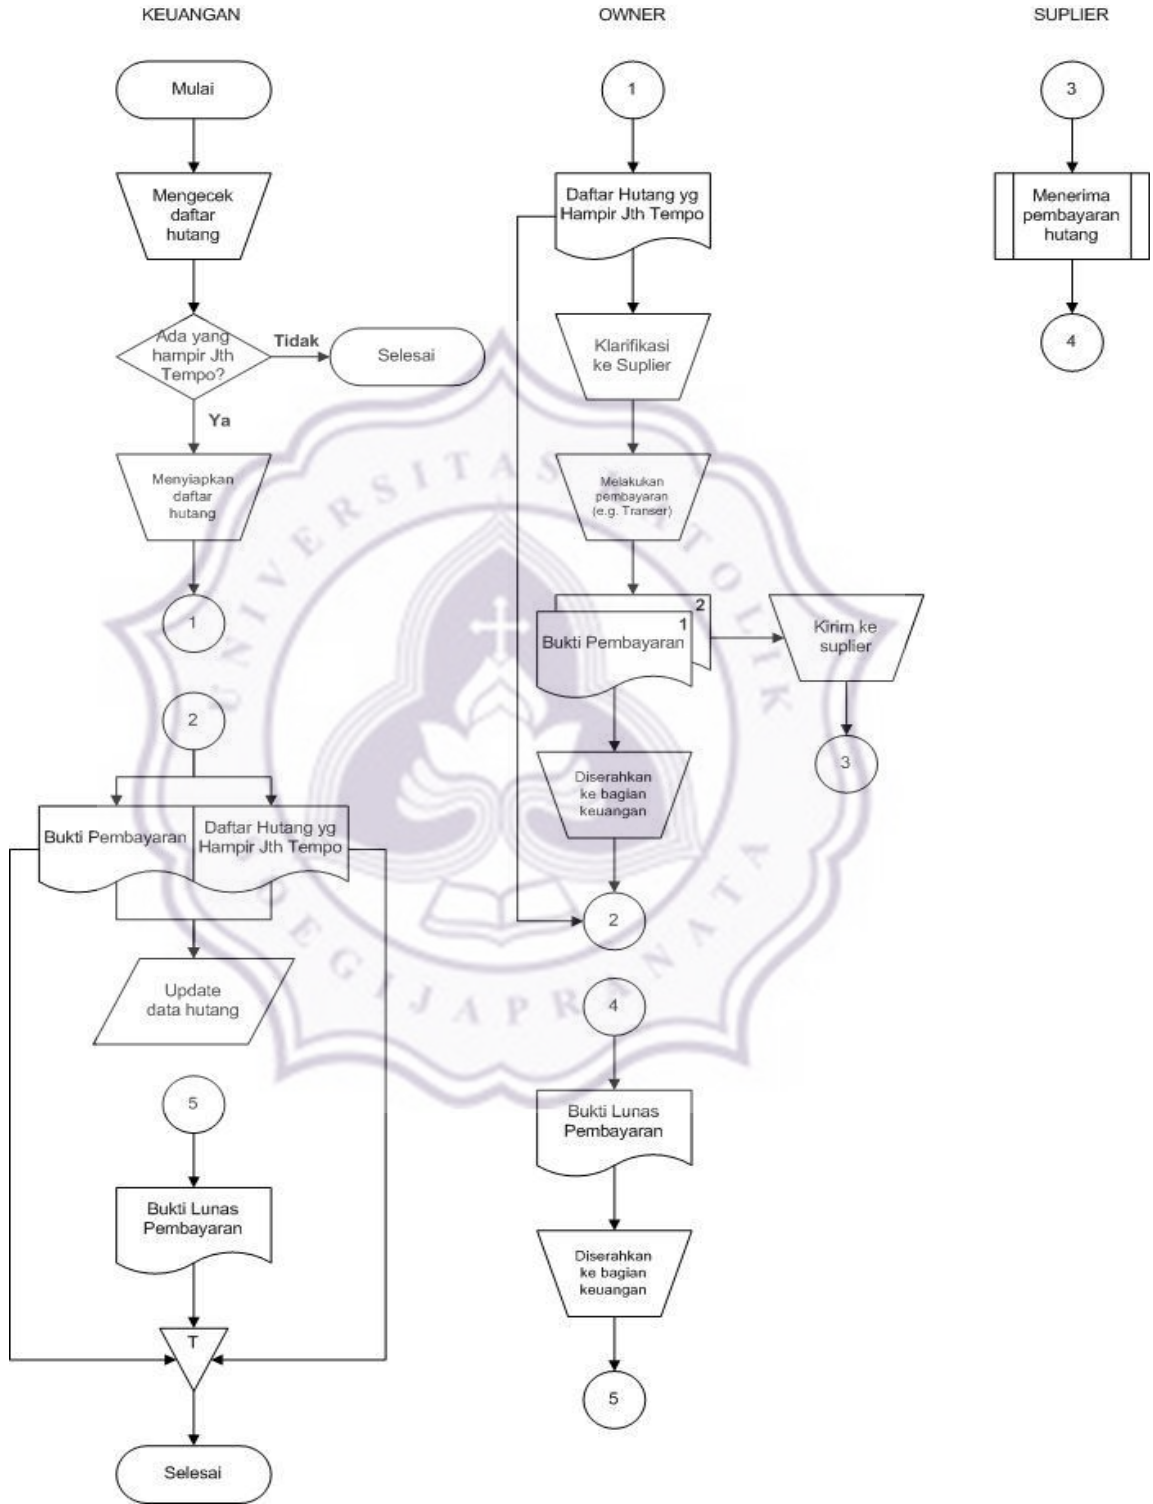 KEUANGAN
Mulai
Mengecek
daftar
hutang
Ada yang
hampir Jth
Tempo?
Tidak
Selesai
Ya
Menyiapkan
daftar
hutang
1
2
Bukti Pembayaran
Daftar Hutang yg
Hampir Jth Tempo
Update
data hutang
5
Bukti Lunas
Pembayaran
T
Selesai
OWNER
1
Daftar Hutang yg
Hampir Jth Tempo
Klarifikasi
ke Suplier
Melakukan
pembayaran
(e.g. Transer)
2
1
Bukti Pembayaran
Kirim ke
suplier
3
Diserahkan
ke bagian
keuangan
2
4
Bukti Lunas
Pembayaran
Diserahkan
ke bagian
keuangan
5
SUPLIER
3
Menerima
pembayaran
hutang
4
UNIVERSITAS KATOLIK
SOEGIJAPRANATA